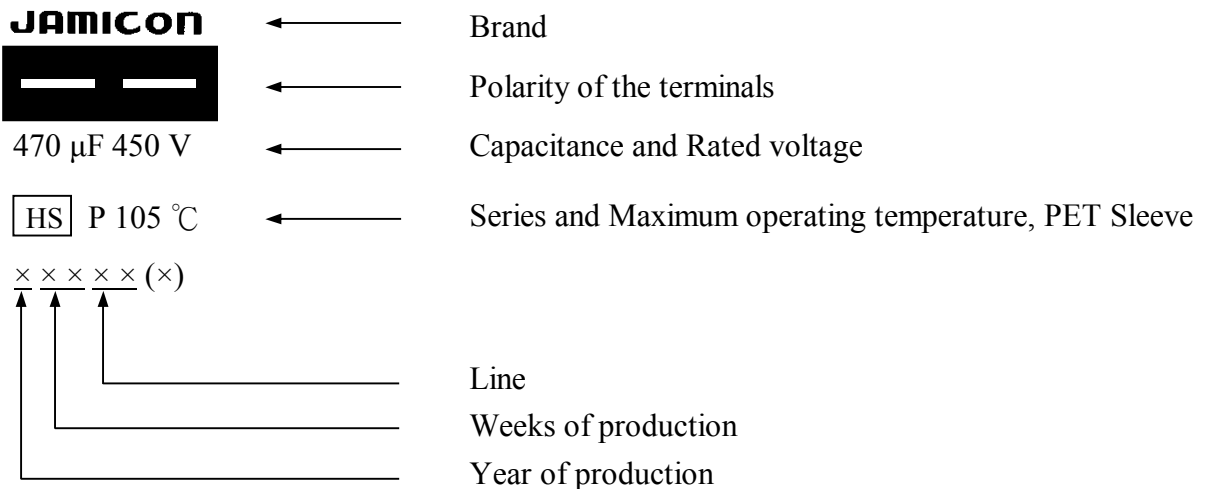 JAMICON Brand
Polarity of the terminals
470 μF 450 V Capacitance and Rated voltage
HS P 105 ℃ Series and Maximum operating temperature, PET Sleeve
× × × × × (×)
Line
Weeks of production
Year of production